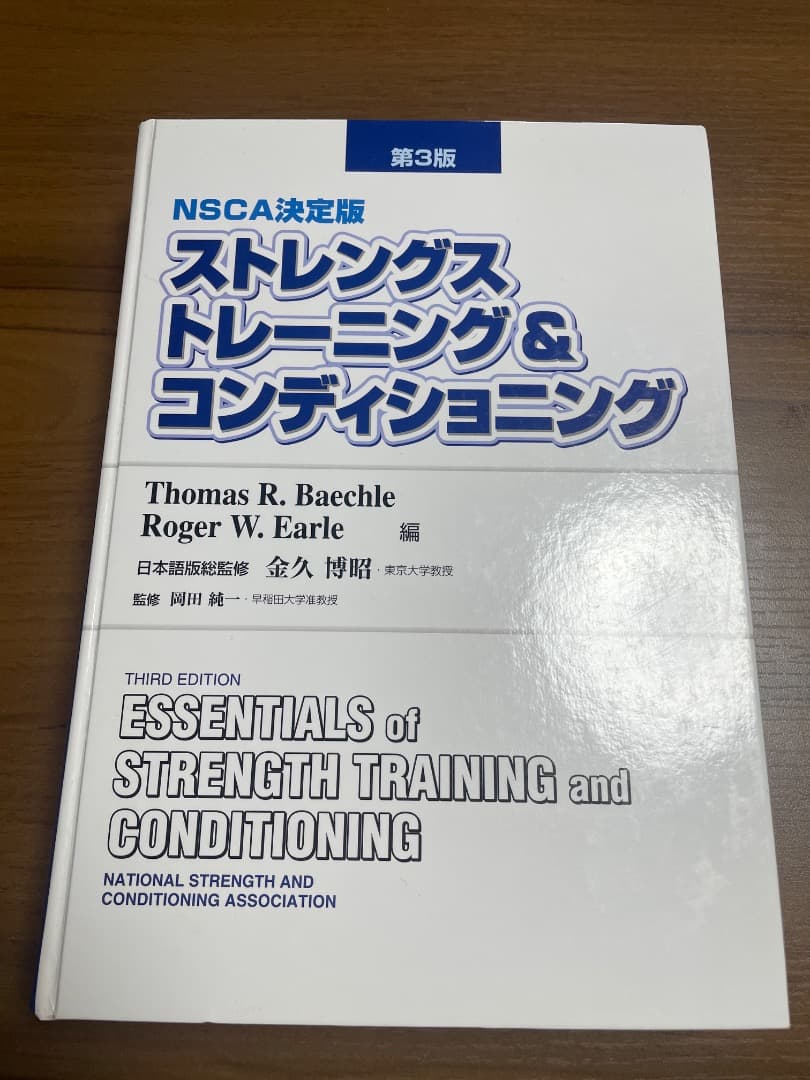 第3版
NSCA決定版
ストレングス
トレーニング&
コンディショニング
Thomas R. Baechle
Roger W. Earle 編
日本語版総監修 金久 博昭・東京大学教授
監修 岡田 純一・早稲田大学准教授
THIRD EDITION
ESSENTIALS of
STRENGTH TRAINING and
CONDITIONING
NATIONAL STRENGTH AND
CONDITIONING ASSOCIATION